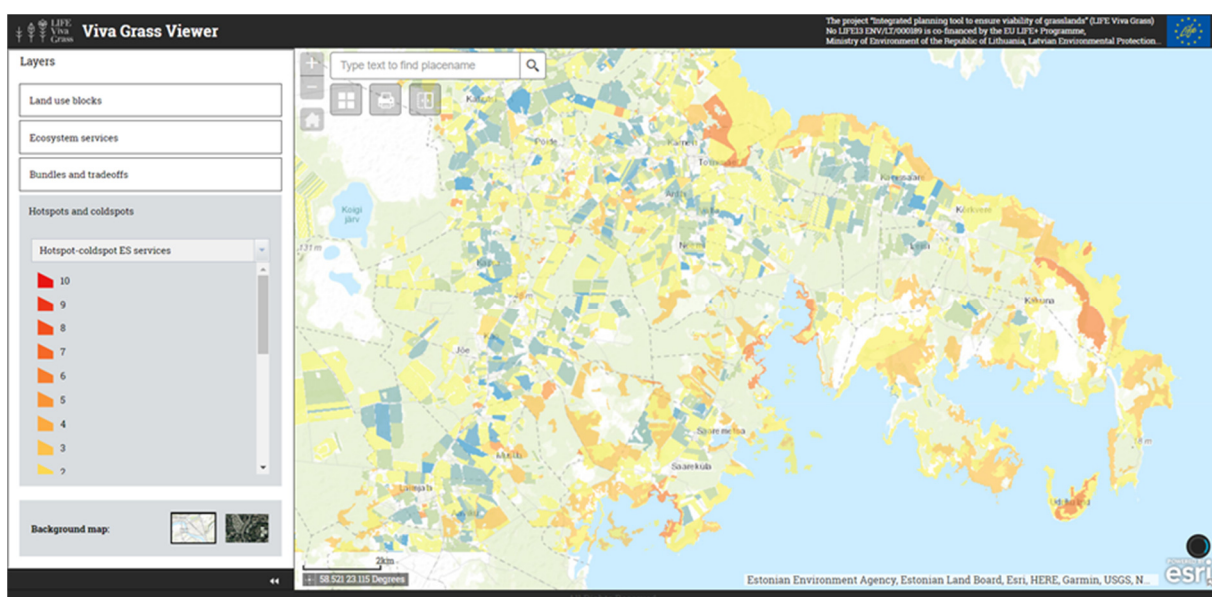 LIFE
Viva
Grass
Viva Grass Viewer
The project "Integrated planning tool to ensure viability of grasslands" (LIFE Viva Grass)
No LIFE13 ENV/LT/000189 is co-financed by the EU LIFE+ Programme,
Ministry of Environment of the Republic of Lithuania, Latvian Environmental Protection...
Layers
Land use blocks
Ecosystem services
Bundles and tradeoffs
Hotspots and coldspots
Hotspot-coldspot ES services
10
9
8
7
6
5
4
3
2
Background map:
Type text to find placename
Pöide
Koigi
järv
Jõe
Kahuna
Saareküla
2km
58.521 23.115 Degrees
Estonian Environment Agency, Estonian Land Board, Esri, HERE, Garmin, USGS, N...
esri